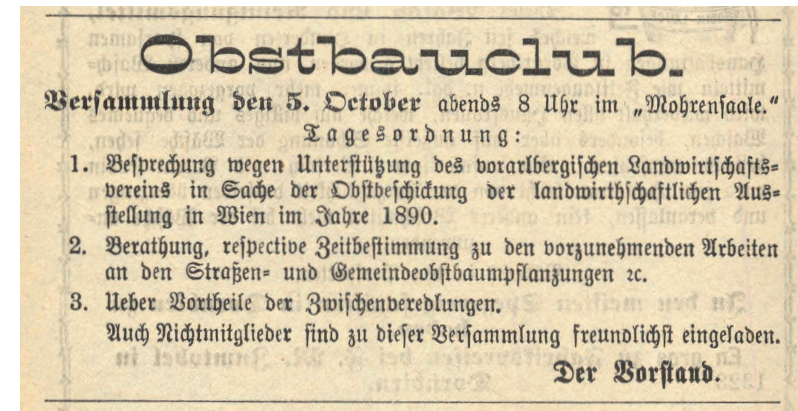 Obstbauclub.
Versammlung den 5. October abends 8 Uhr im „Mohrensaale.“
Tagesordnung:
1. Besprechung wegen Unterstützung des vorarlbergischen Landwirtschafts-
vereins in Sache der Obstbeschickung der landwirthschaftlichen Aus-
stellung in Wien im Jahre 1890.
2. Berathung, respective Zeitbestimmung zu den vorzunehmenden Arbeiten
an den Straßen- und Gemeindeobstbaumpflanzungen ꝛc.
3. Ueber Vortheile der Zwischenveredlungen.
Auch Nichtmitglieder sind zu dieser Versammlung freundlichst eingeladen.
Der Vorstand.